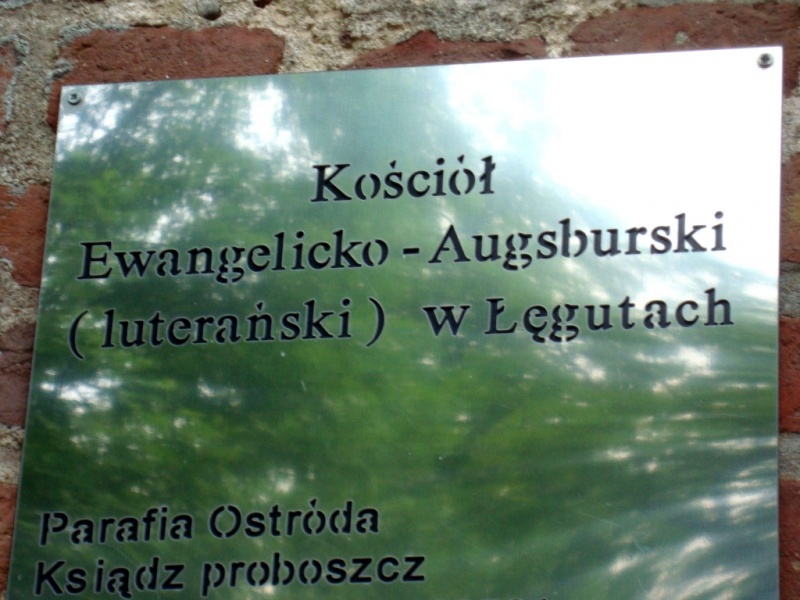 Kościół
Ewangelicko-Augsburski
(luterański) w Łęgutach
Parafia Ostróda
Ksiądz proboszcz